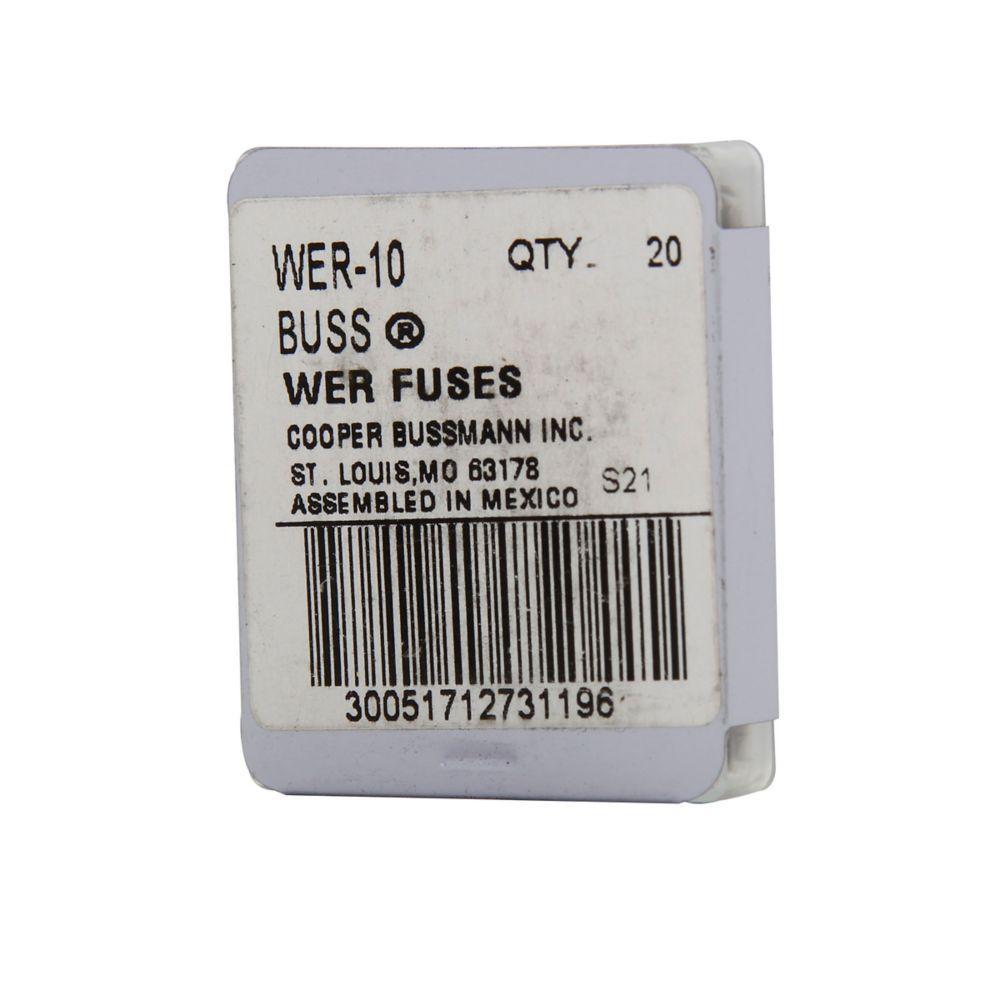 WER-10 QTY. 20
BUSS ®
WER FUSES
COOPER BUSSMANN INC.
ST. LOUIS,MO 63178 S21
ASSEMBLED IN MEXICO
30051712731196